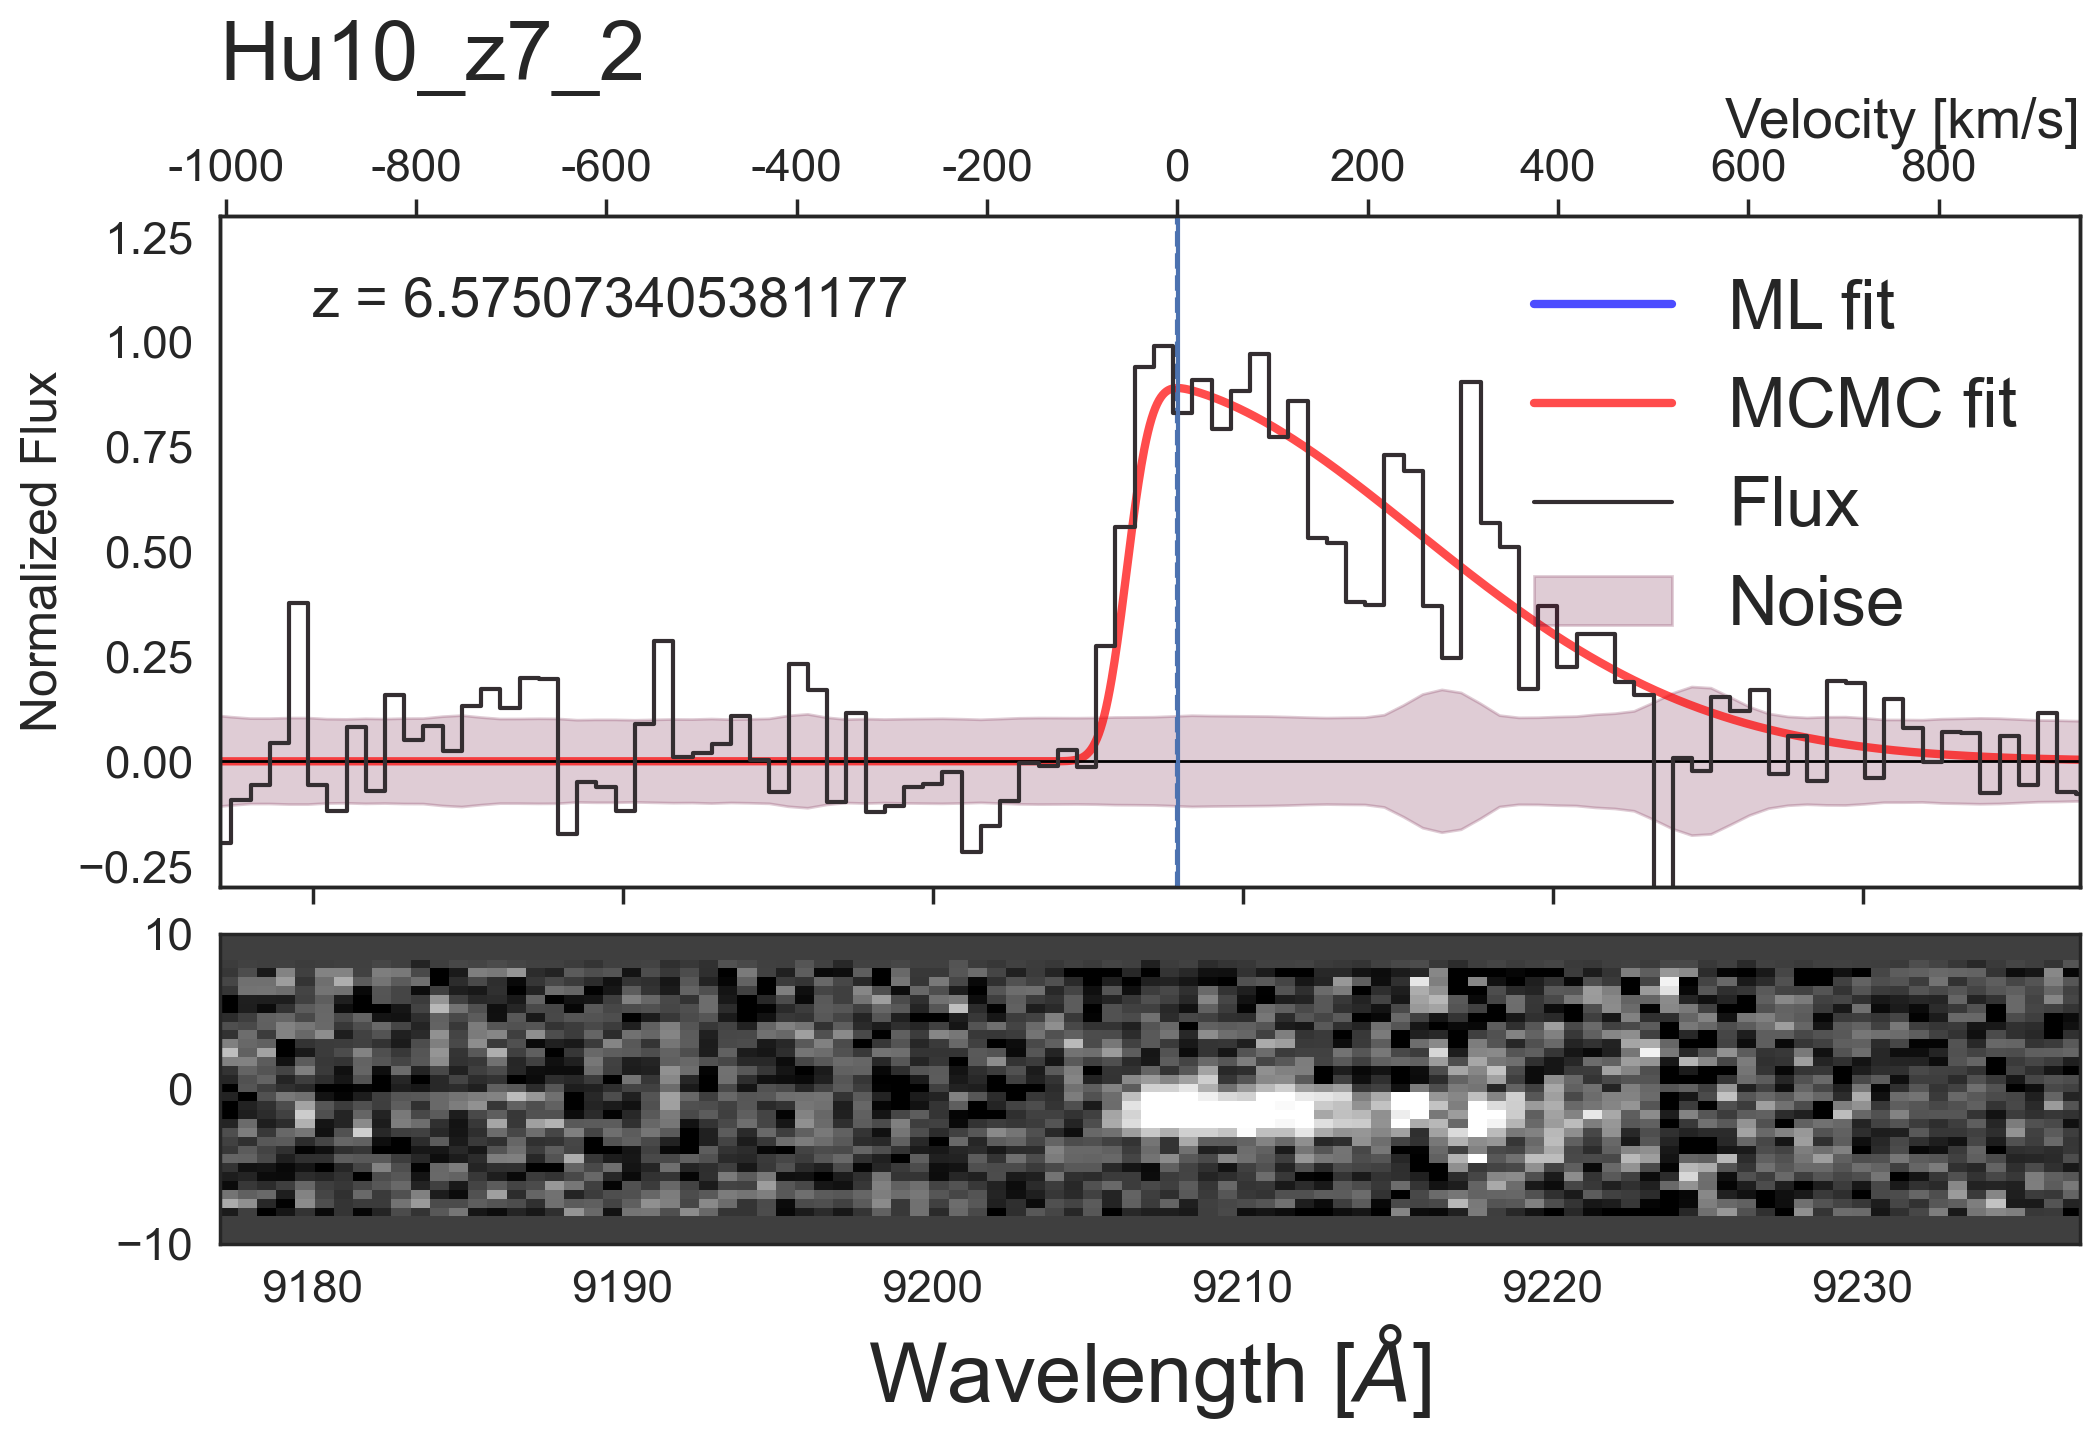 Hu10_z7_2
Velocity [km/s]
-1000 -800 -600 -400 -200 0 200 400 600 800
1.25
1.00
0.75
0.50
0.25
0.00
−0.25
Normalized Flux
z = 6.575073405381177
ML fit
MCMC fit
Flux
Noise
10
0
−10
9180 9190 9200 9210 9220 9230
Wavelength [Å]